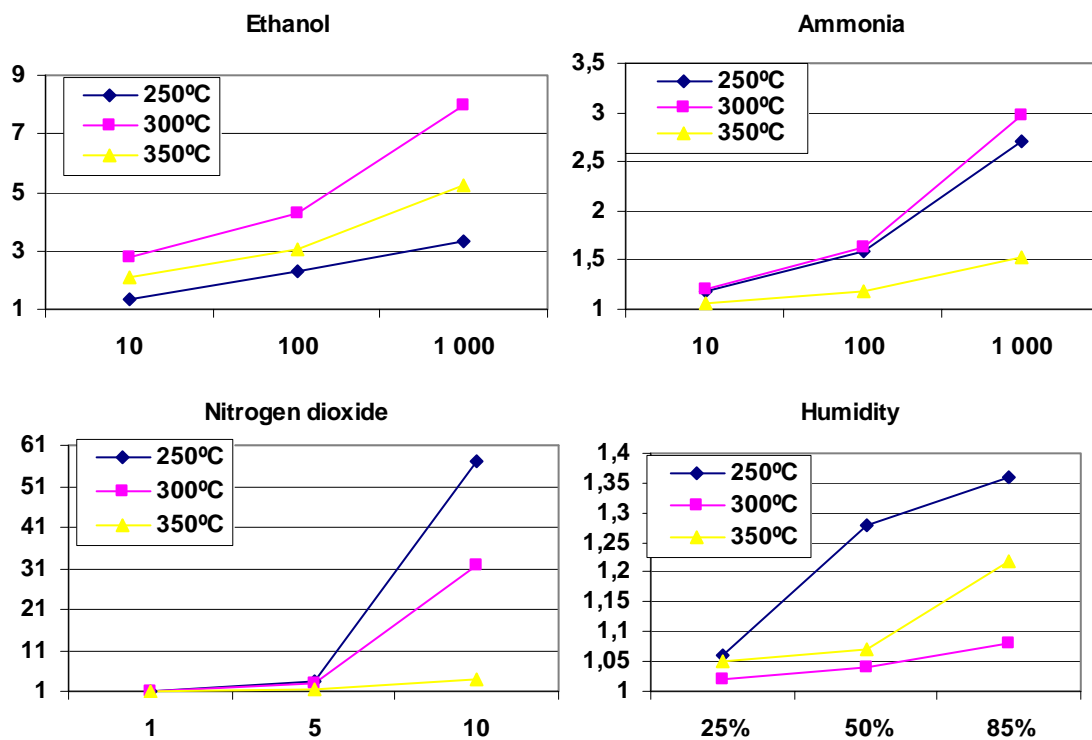 Ethanol
9
7
5
3
1
250ºC
300ºC
350ºC
10 100 1 000
Ammonia
3,5
3
2,5
2
1,5
1
250ºC
300ºC
350ºC
10 100 1 000
Nitrogen dioxide
61
51
41
31
21
11
1
250ºC
300ºC
350ºC
1 5 10
Humidity
1,4
1,35
1,3
1,25
1,2
1,15
1,1
1,05
1
250ºC
300ºC
350ºC
25% 50% 85%